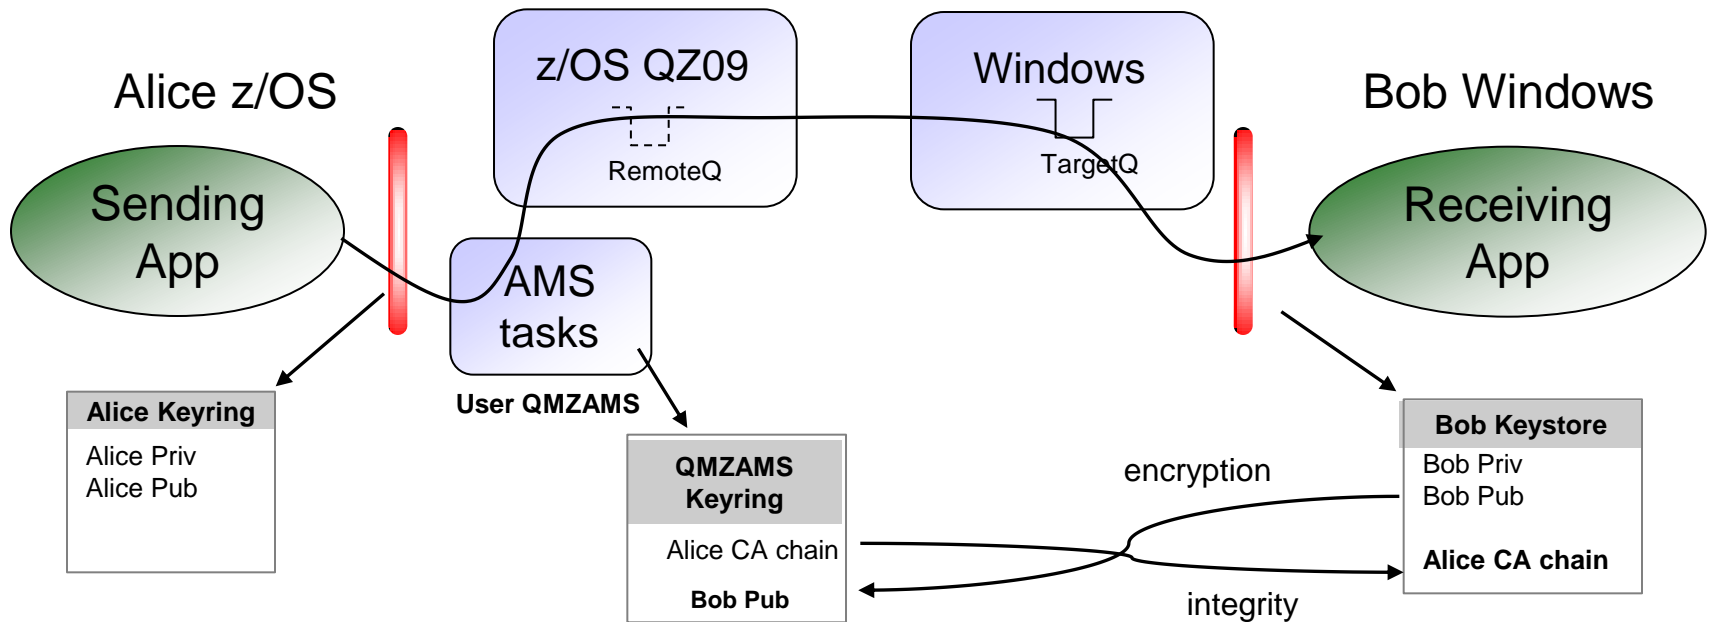 z/OS QZ09
Windows
Alice z/OS
Bob Windows
RemoteQ
TargetQ
Sending
App
Receiving
App
AMS
tasks
User QMZAMS
Alice Keyring
Alice Priv
Alice Pub
QMZAMS
Keyring
Alice CA chain
Bob Pub
encryption
integrity
Bob Keystore
Bob Priv
Bob Pub
Alice CA chain